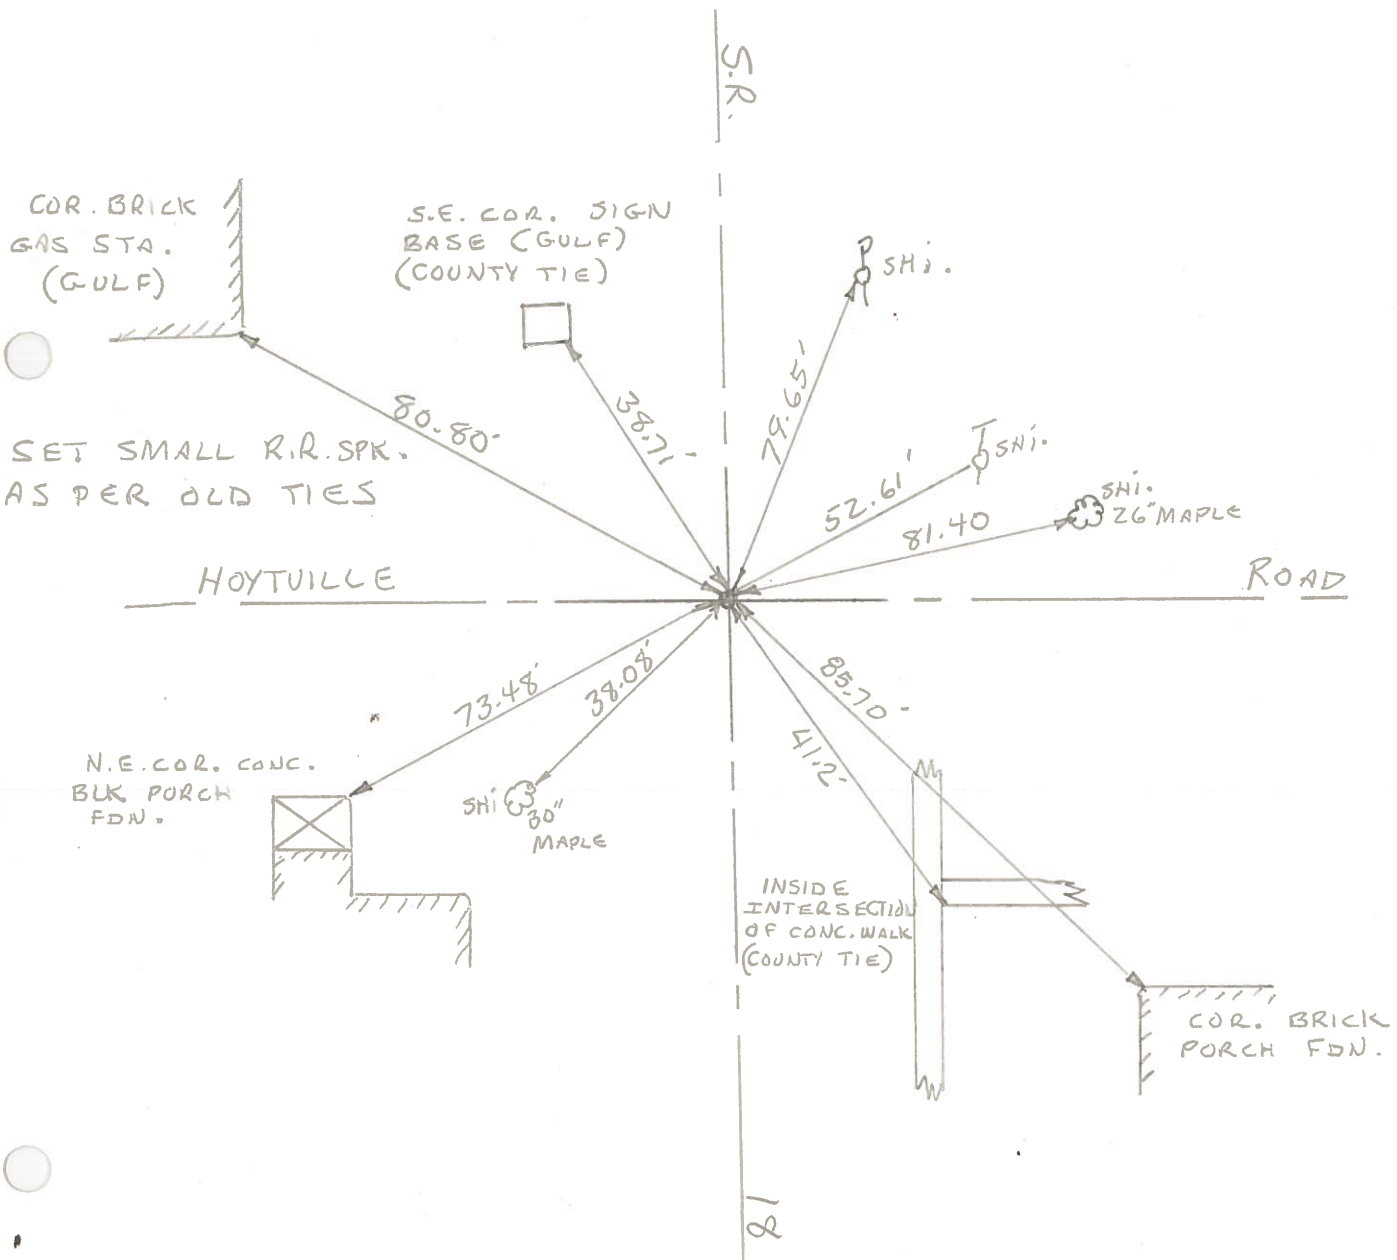 S.R.
COR. BRICK
GAS STA.
(GULF)
S.E. COR. SIGN
BASE (GULF)
(COUNTY TIE)
SHi.
80.80'
38.71'
79.65'
SET SMALL R.R. SPK.
AS PER OLD TIES
52.61'
SHi.
81.40
SHi.
26" MAPLE
HOYTVILLE
ROAD
73.48'
38.08'
85.70'
41.2'
N.E. COR. CONC.
BLK PORCH
FDN.
SHi
30"
MAPLE
INSIDE
INTERSECTION
OF CONC. WALK
(COUNTY TIE)
COR. BRICK
PORCH FDN.
18